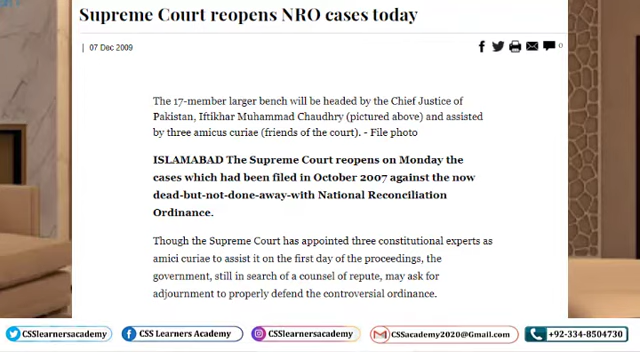 Supreme Court reopens NRO cases today
| 07 Dec 2009
0
The 17-member larger bench will be headed by the Chief Justice of
Pakistan, Iftikhar Muhammad Chaudhry (pictured above) and assisted
by three amicus curiae (friends of the court). - File photo
ISLAMABAD The Supreme Court reopens on Monday the
cases which had been filed in October 2007 against the now
dead-but-not-done-away-with National Reconciliation
Ordinance.
Though the Supreme Court has appointed three constitutional experts as
amici curiae to assist it on the first day of the proceedings, the
government, still in search of a counsel of repute, may ask for
adjournment to properly defend the controversial ordinance.
CSSlearnersacademy CSS Learners Academy CSSlearnersacademy CSSacademy2020@Gmail.com +92-334-8504730